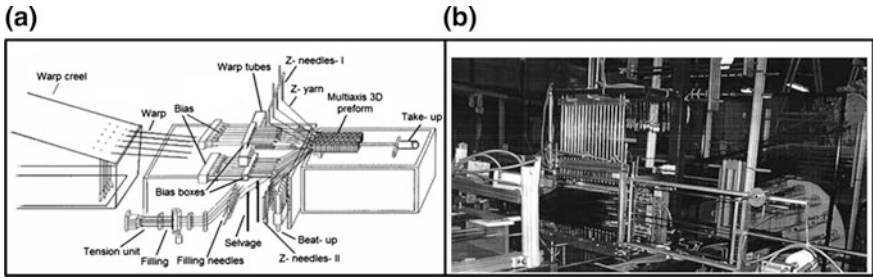 (a)
(b)
Warp creel
Warp
Bias
Warp tubes
Z- needles- I
Z- yarn
Multiaxis 3D
preform
Take- up
Bias
Bias boxes
Tension unit
Filling
Filling needles
Selvage
Beat- up
Z- needles- II